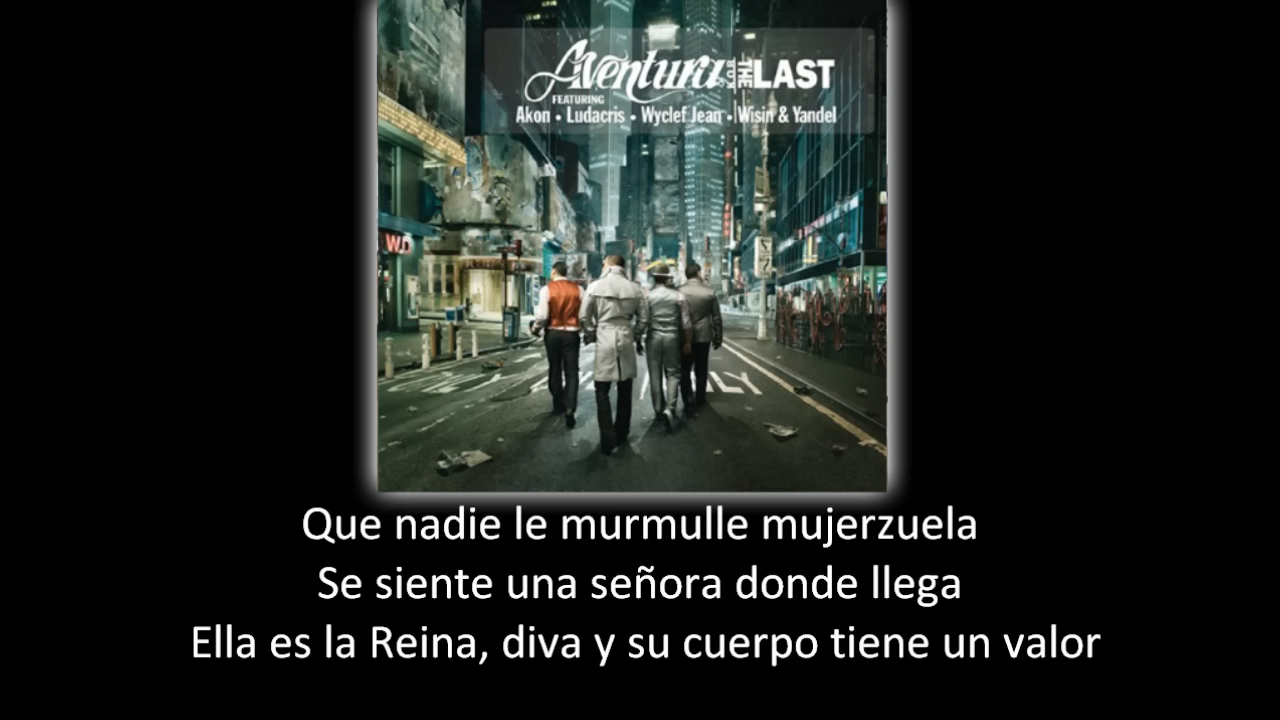 Aventura THE LAST
FEATURING
Akon • Ludacris • Wyclef Jean • Wisin & Yandel
W.D
LY
Que nadie le murmulle mujerzuela
Se siente una señora donde llega
Ella es la Reina, diva y su cuerpo tiene un valor